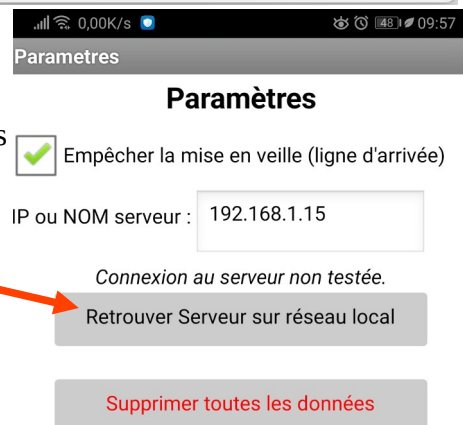 0,00K/s 48 09:57
Parametres
Paramètres
s
Empêcher la mise en veille (ligne d'arrivée)
IP ou NOM serveur : 192.168.1.15
Connexion au serveur non testée.
Retrouver Serveur sur réseau local
Supprimer toutes les données